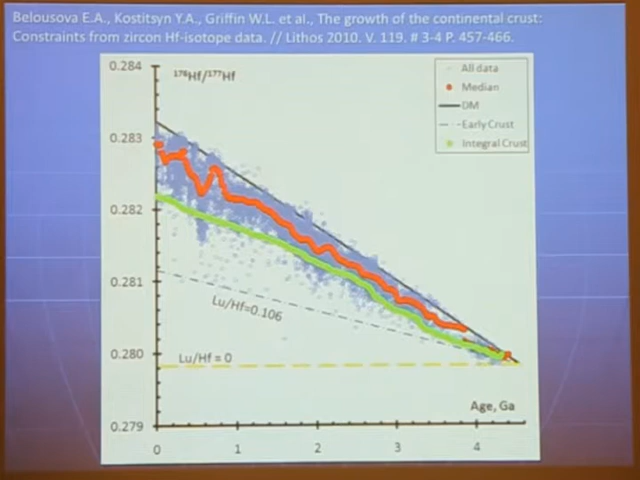 Belousova E.A., Kostitsyn Y.A., Griffin W.L. et al., The growth of the continental crust:
Constraints from zircon Hf-isotope data. // Lithos 2010. V. 119. # 3-4 P. 457-466.
0.284
¹⁷⁶Hf/¹⁷⁷Hf
All data
Median
DM
Early Crust
Integral Crust
0.283
0.282
0.281
Lu/Hf=0.106
0.280
Lu/Hf = 0
Age, Ga
0.279
0 1 2 3 4